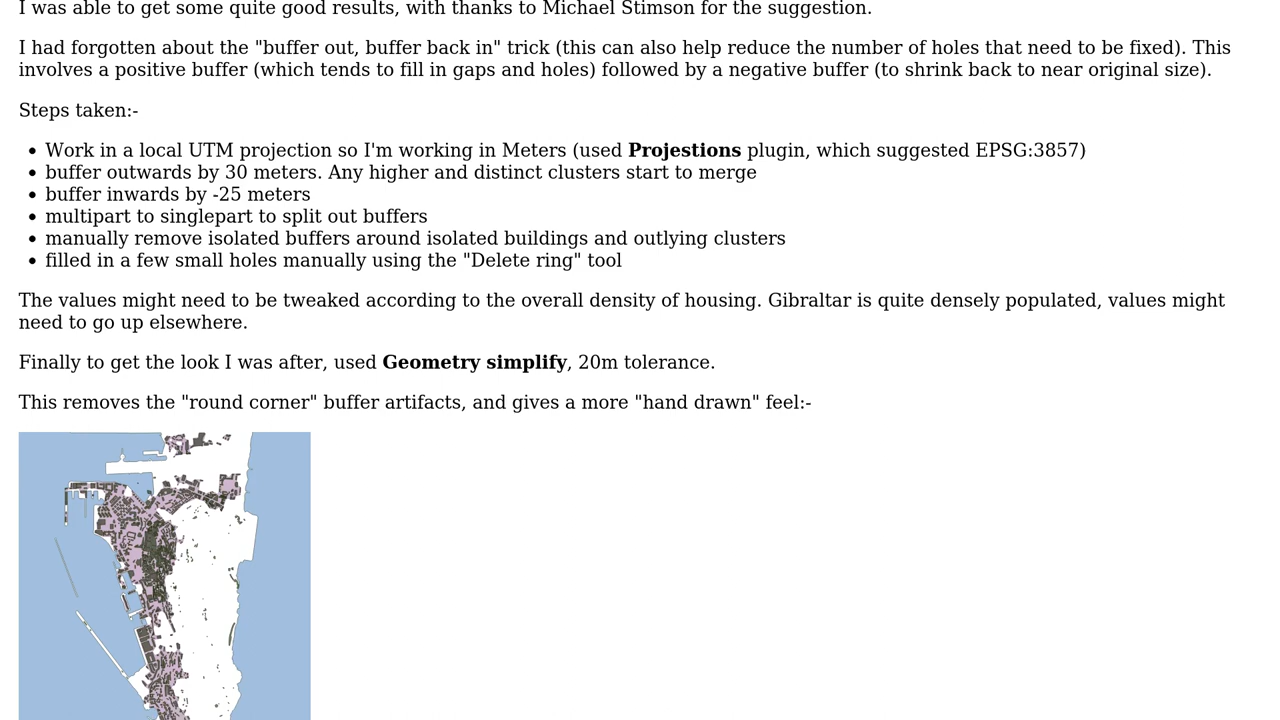 I was able to get some quite good results, with thanks to Michael Stimson for the suggestion.
I had forgotten about the "buffer out, buffer back in" trick (this can also help reduce the number of holes that need to be fixed). This
involves a positive buffer (which tends to fill in gaps and holes) followed by a negative buffer (to shrink back to near original size).
Steps taken:-
• Work in a local UTM projection so I'm working in Meters (used Projestions plugin, which suggested EPSG:3857)
• buffer outwards by 30 meters. Any higher and distinct clusters start to merge
• buffer inwards by -25 meters
• multipart to singlepart to split out buffers
• manually remove isolated buffers around isolated buildings and outlying clusters
• filled in a few small holes manually using the "Delete ring" tool
The values might need to be tweaked according to the overall density of housing. Gibraltar is quite densely populated, values might
need to go up elsewhere.
Finally to get the look I was after, used Geometry simplify, 20m tolerance.
This removes the "round corner" buffer artifacts, and gives a more "hand drawn" feel:-